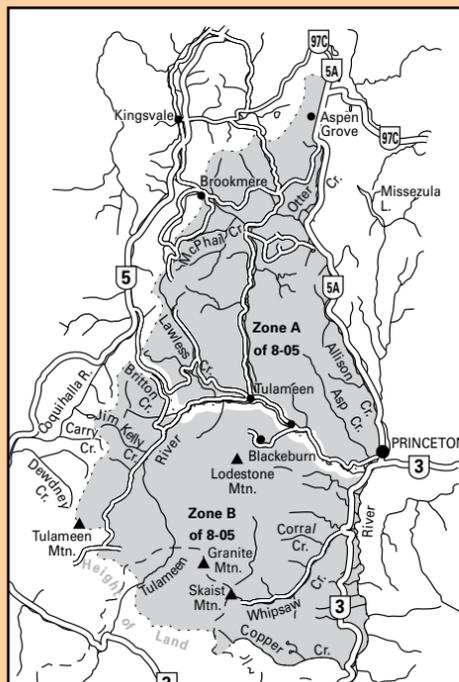 97C
5A
Kingsvale
Aspen
Grove
97C
Brookmere
Otter Cr.
Missezula
L.
McPhail Cr.
5
5A
Zone A
of 8-05
Lawless Cr.
Allison Cr.
Asp Cr.
Britton
Cr.
Coquihalla R.
Tulameen
Jim Kelly
Cr.
Carry
Cr.
River
PRINCETON
Blackeburn
3
Lodestone
Mtn.
Dewdney
Cr.
Zone B
of 8-05
Corral
Cr.
River
Tulameen
Mtn.
Granite
Mtn.
Tulameen
Height of Land
Skaist
Mtn.
Whipsaw Cr.
3
Copper Cr.
3